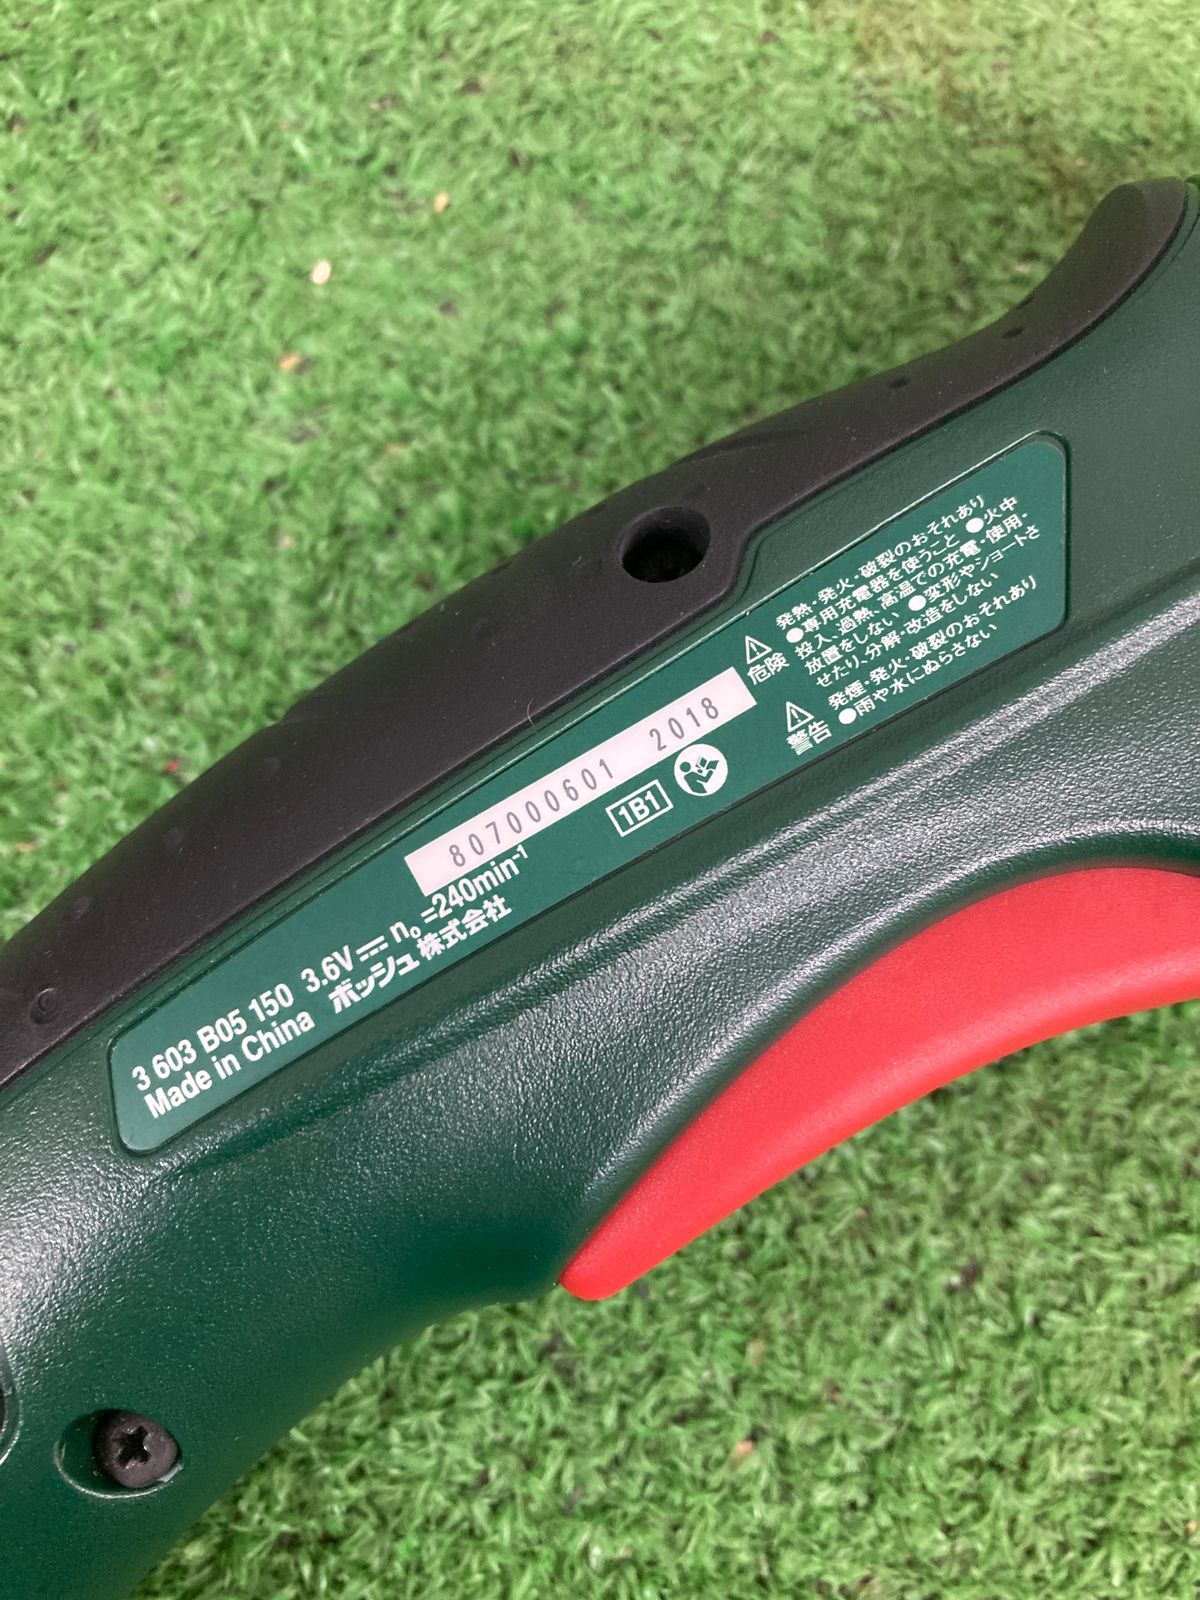 3 603 B05 150 3.6V⎓ n₀=240min⁻¹
Made in China ボッシュ株式会社
807000601 2018
1B1
危険
発熱・発火・破裂のおそれあり
●専用充電器を使うこと ●火中
投入、過熱、高温での充電・使用・
放置をしない ●変形やショートさ
せたり、分解・改造をしない
警告
発煙・発火・破裂のおそれあり
●雨や水にぬらさない